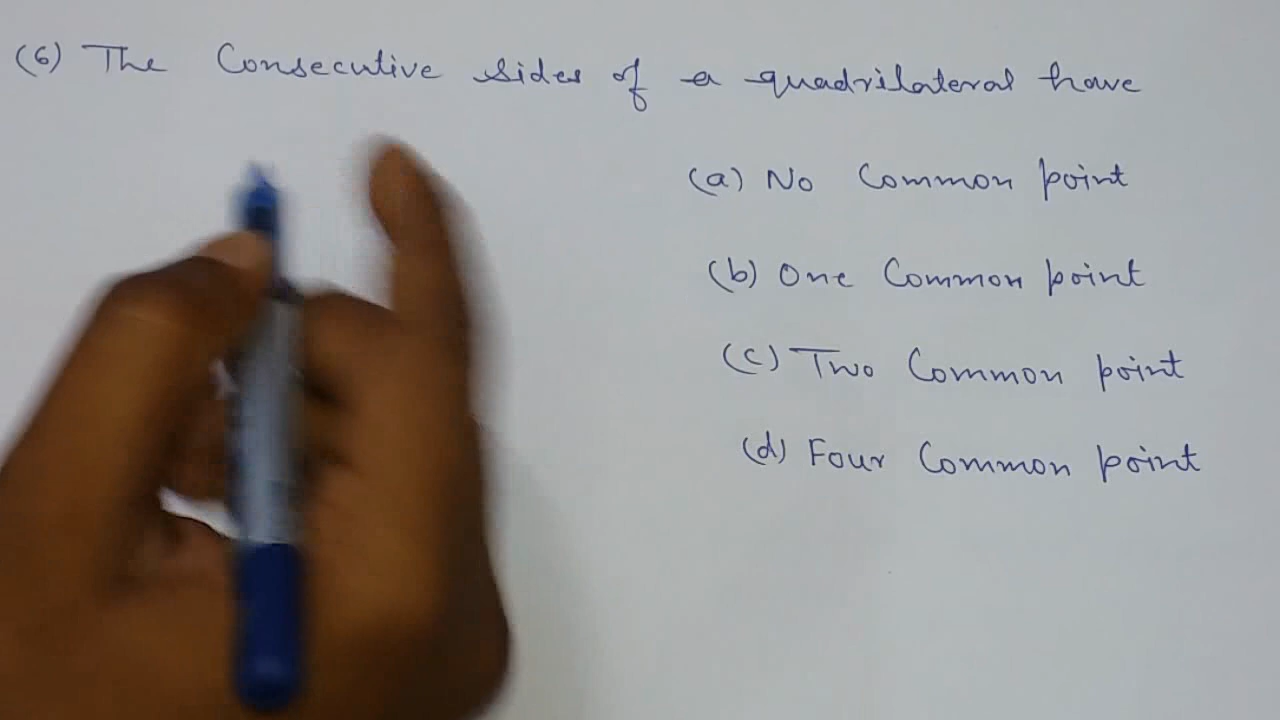 (6) The Consecutive sides of a quadrilateral have
(a) No Common point
(b) One Common point
(c) Two Common point
(d) Four Common point